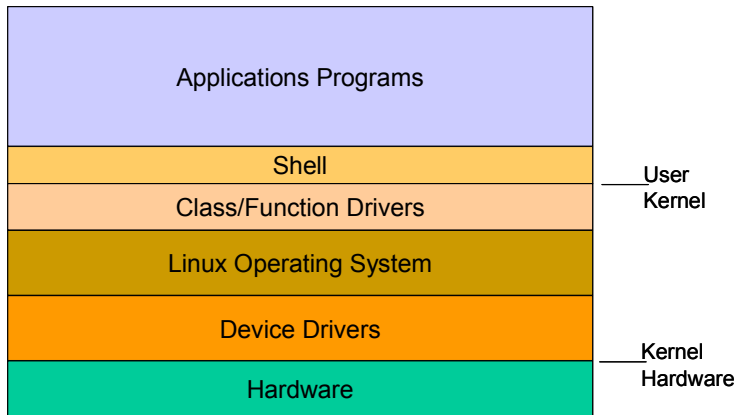 Applications Programs
Shell
User
Kernel
Class/Function Drivers
Linux Operating System
Device Drivers
Kernel
Hardware
Hardware